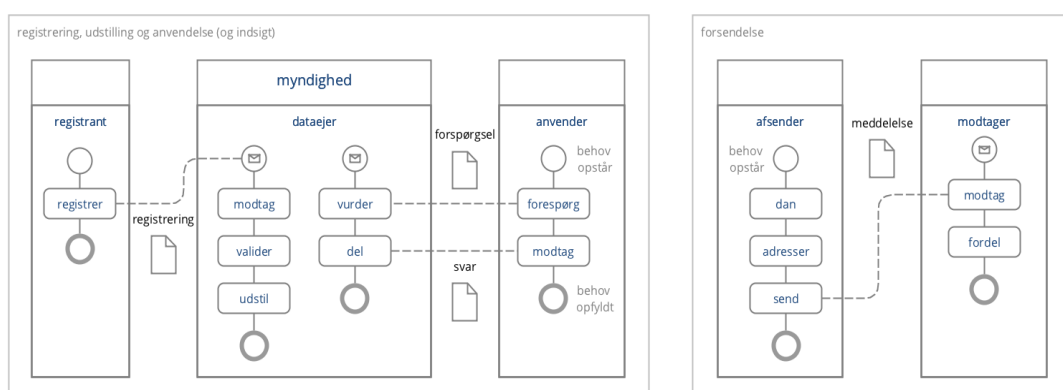 registrering, udstilling og anvendelse (og indsigt)
myndighed
registrant
dataejer
anvender
registrer
registrering
modtag
valider
udstil
vurder
del
forspørgsel
svar
behov
opstår
forespørg
modtag
behov
opfyldt
forsendelse
afsender
modtager
behov
opstår
dan
adresser
send
meddelelse
modtag
fordel